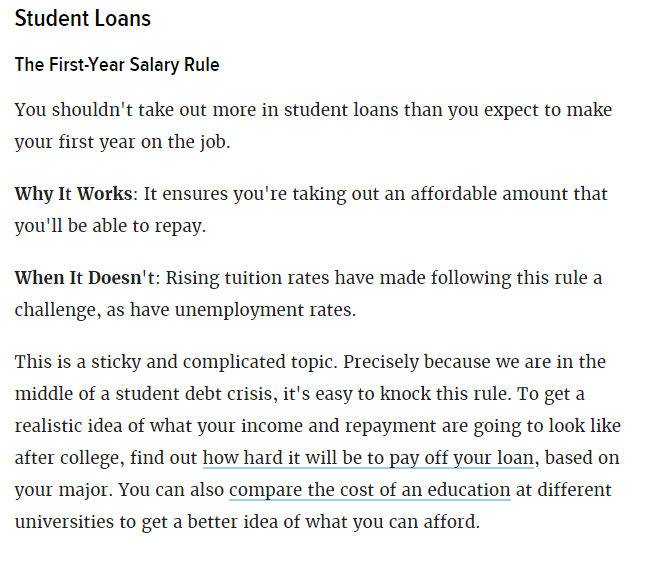 Student Loans
The First-Year Salary Rule
You shouldn't take out more in student loans than you expect to make
your first year on the job.
Why It Works: It ensures you're taking out an affordable amount that
you'll be able to repay.
When It Doesn't: Rising tuition rates have made following this rule a
challenge, as have unemployment rates.
This is a sticky and complicated topic. Precisely because we are in the
middle of a student debt crisis, it's easy to knock this rule. To get a
realistic idea of what your income and repayment are going to look like
after college, find out how hard it will be to pay off your loan, based on
your major. You can also compare the cost of an education at different
universities to get a better idea of what you can afford.